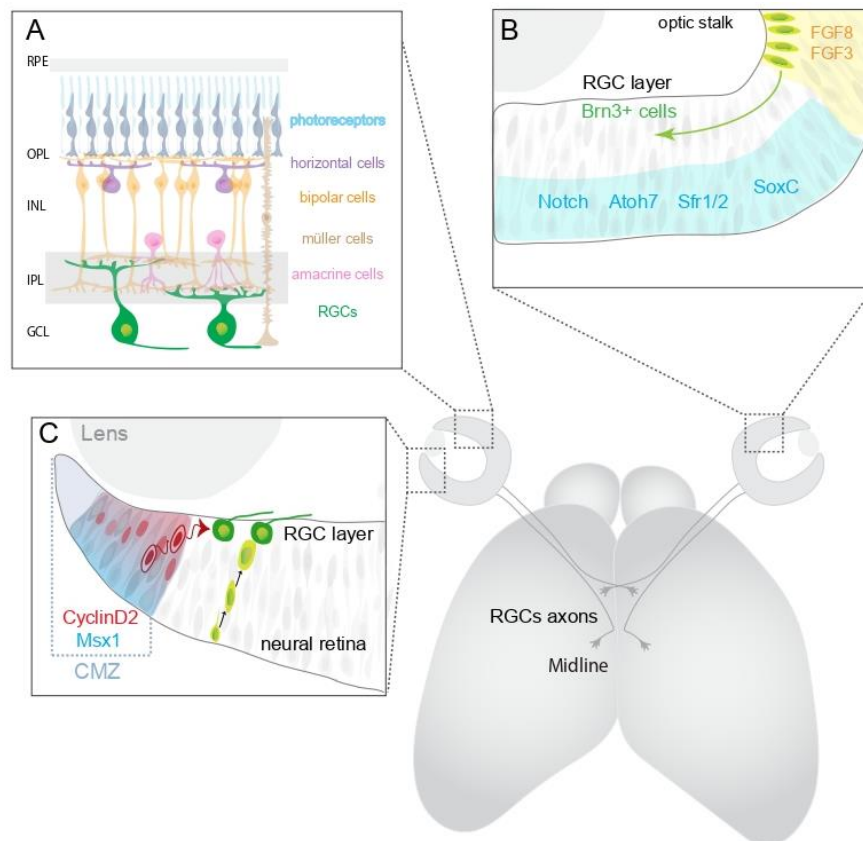 A
RPE
photoreceptors
OPL
horizontal cells
INL
bipolar cells
müller cells
IPL
amacrine cells
RGCs
GCL
B
optic stalk
FGF8
FGF3
RGC layer
Brn3+ cells
Notch Atoh7 Sfr1/2 SoxC
C
Lens
RGC layer
CyclinD2
Msx1
neural retina
CMZ
RGCs axons
Midline